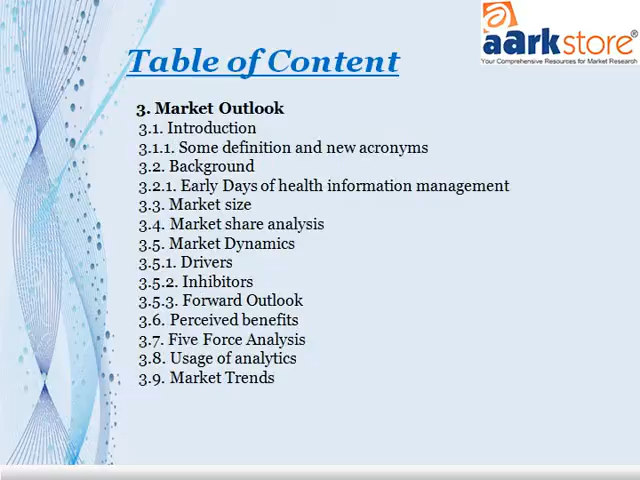 aarkstore®
Your Comprehensive Resources for Market Research
Table of Content
3. Market Outlook
3.1. Introduction
3.1.1. Some definition and new acronyms
3.2. Background
3.2.1. Early Days of health information management
3.3. Market size
3.4. Market share analysis
3.5. Market Dynamics
3.5.1. Drivers
3.5.2. Inhibitors
3.5.3. Forward Outlook
3.6. Perceived benefits
3.7. Five Force Analysis
3.8. Usage of analytics
3.9. Market Trends